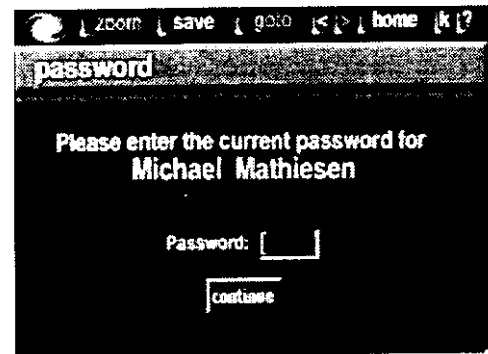 zoom save goto < > home k ?
password
Please enter the current password for
Michael Mathiesen
Password:
continue